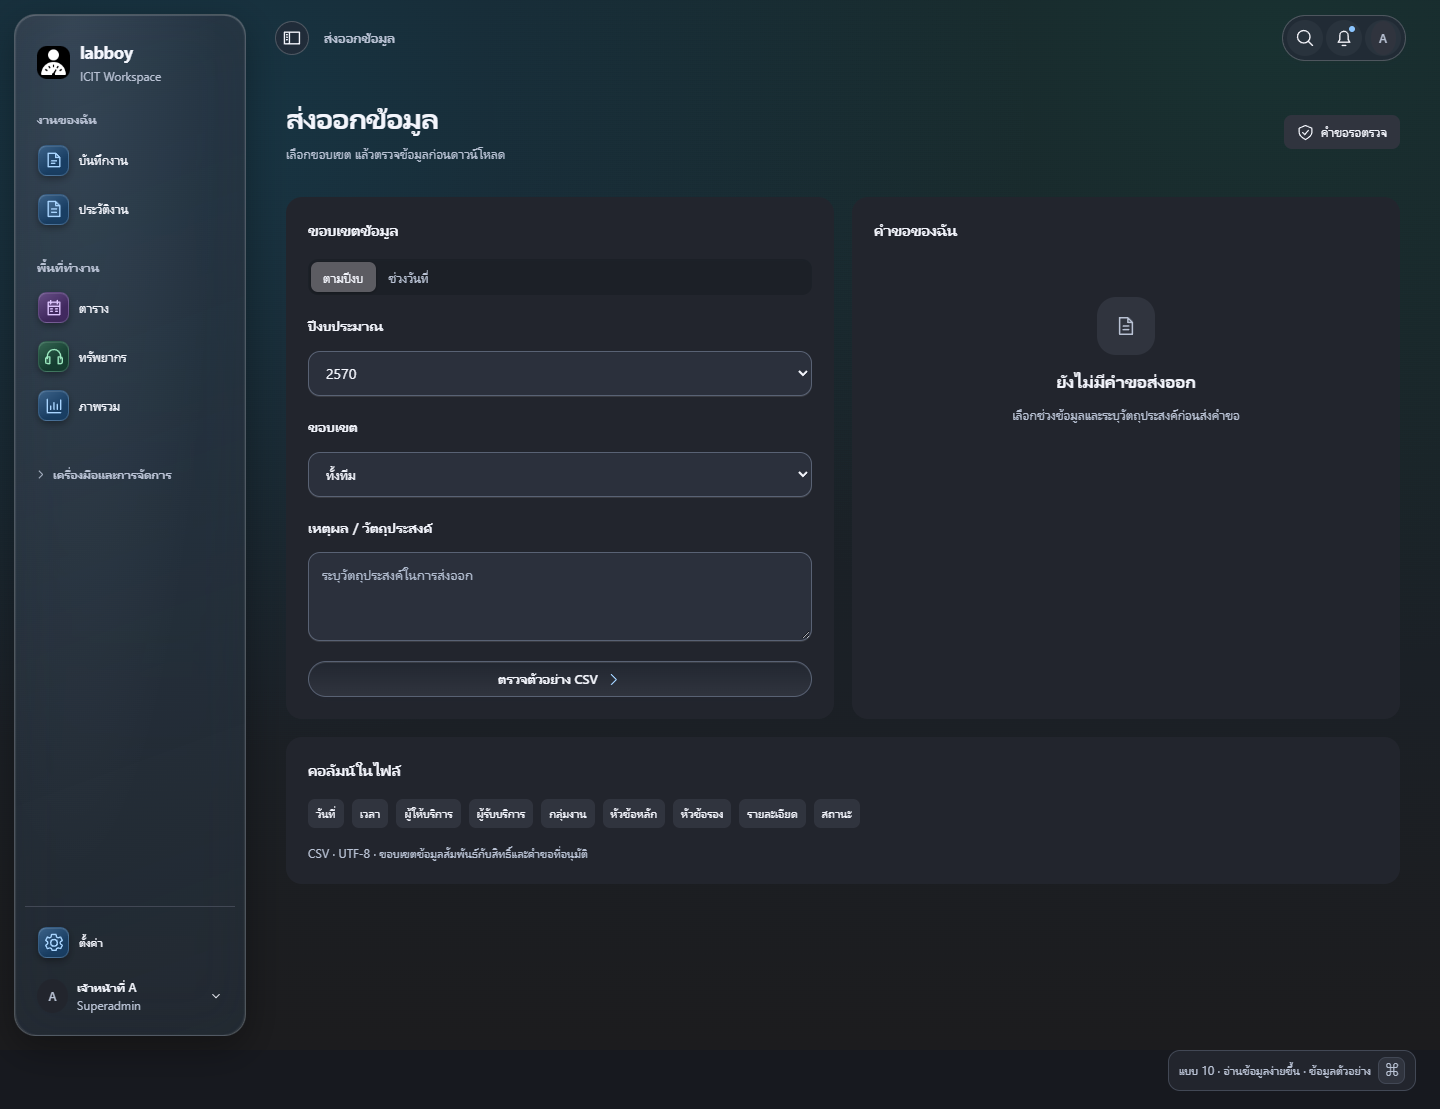 labboy
ICIT Workspace
งานของฉัน
บันทึกงาน
ประวัติงาน
พื้นที่ทำงาน
ตาราง
ทรัพยากร
ภาพรวม
เครื่องมือและการจัดการ
ตั้งค่า
A
เจ้าหน้าที่ A
Superadmin
ส่งออกข้อมูล
A
ส่งออกข้อมูล
เลือกขอบเขต แล้วตรวจข้อมูลก่อนดาวน์โหลด
คำขอรอตรวจ
ขอบเขตข้อมูล
ตามปีงบ
ช่วงวันที่
ปีงบประมาณ
2570
ขอบเขต
ทั้งทีม
เหตุผล / วัตถุประสงค์
ระบุวัตถุประสงค์ในการส่งออก
ตรวจตัวอย่าง CSV
คำขอของฉัน
ยังไม่มีคำขอส่งออก
เลือกช่วงข้อมูลและระบุวัตถุประสงค์ก่อนส่งคำขอ
คอลัมน์ในไฟล์
วันที่
เวลา
ผู้ให้บริการ
ผู้รับบริการ
กลุ่มงาน
หัวข้อหลัก
หัวข้อรอง
รายละเอียด
สถานะ
CSV · UTF-8 · ขอบเขตข้อมูลสัมพันธ์กับสิทธิ์และคำขอที่อนุมัติ
แบบ 10 · อ่านข้อมูลง่ายขึ้น · ข้อมูลตัวอย่าง ⌘